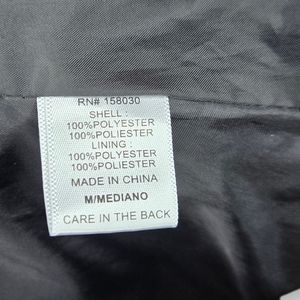 RN# 158030
SHELL :
100%POLYESTER
100%POLIESTER
LINING :
100%POLYESTER
100%POLIESTER
MADE IN CHINA
M/MEDIANO
CARE IN THE BACK